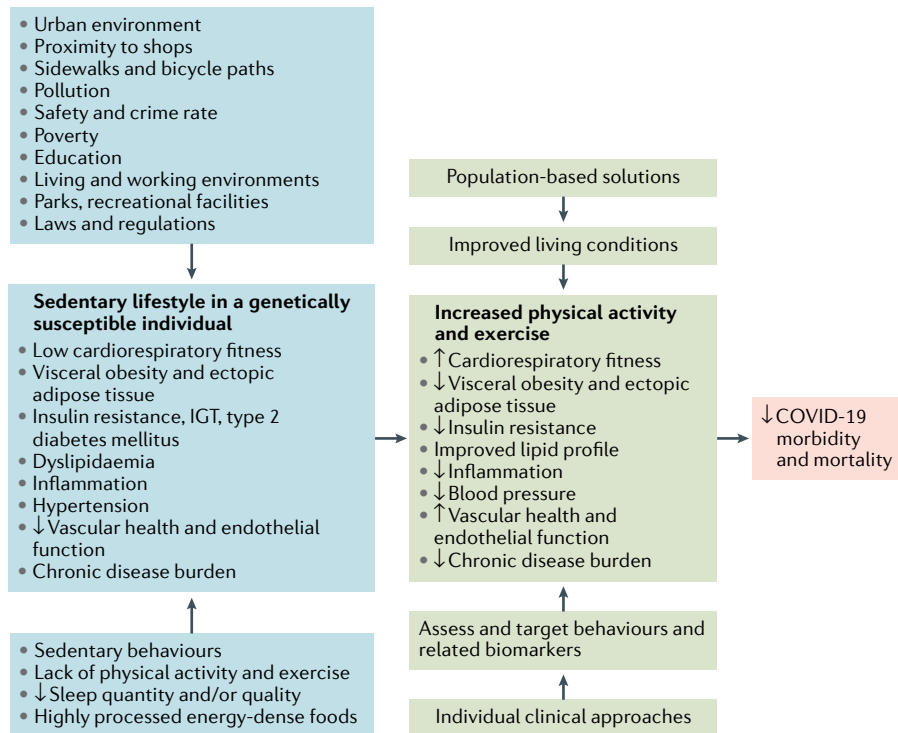 • Urban environment
• Proximity to shops
• Sidewalks and bicycle paths
• Pollution
• Safety and crime rate
• Poverty
• Education
• Living and working environments
• Parks, recreational facilities
• Laws and regulations
Sedentary lifestyle in a genetically
susceptible individual
• Low cardiorespiratory fitness
• Visceral obesity and ectopic
adipose tissue
• Insulin resistance, IGT, type 2
diabetes mellitus
• Dyslipidaemia
• Inflammation
• Hypertension
• ↓Vascular health and endothelial
function
• Chronic disease burden
• Sedentary behaviours
• Lack of physical activity and exercise
• ↓Sleep quantity and/or quality
• Highly processed energy-dense foods
Population-based solutions
Improved living conditions
Increased physical activity
and exercise
• ↑Cardiorespiratory fitness
• ↓Visceral obesity and ectopic
adipose tissue
• ↓Insulin resistance
• Improved lipid profile
• ↓Inflammation
• ↓Blood pressure
• ↑Vascular health and
endothelial function
• ↓Chronic disease burden
Assess and target behaviours and
related biomarkers
Individual clinical approaches
↓COVID-19
morbidity
and mortality